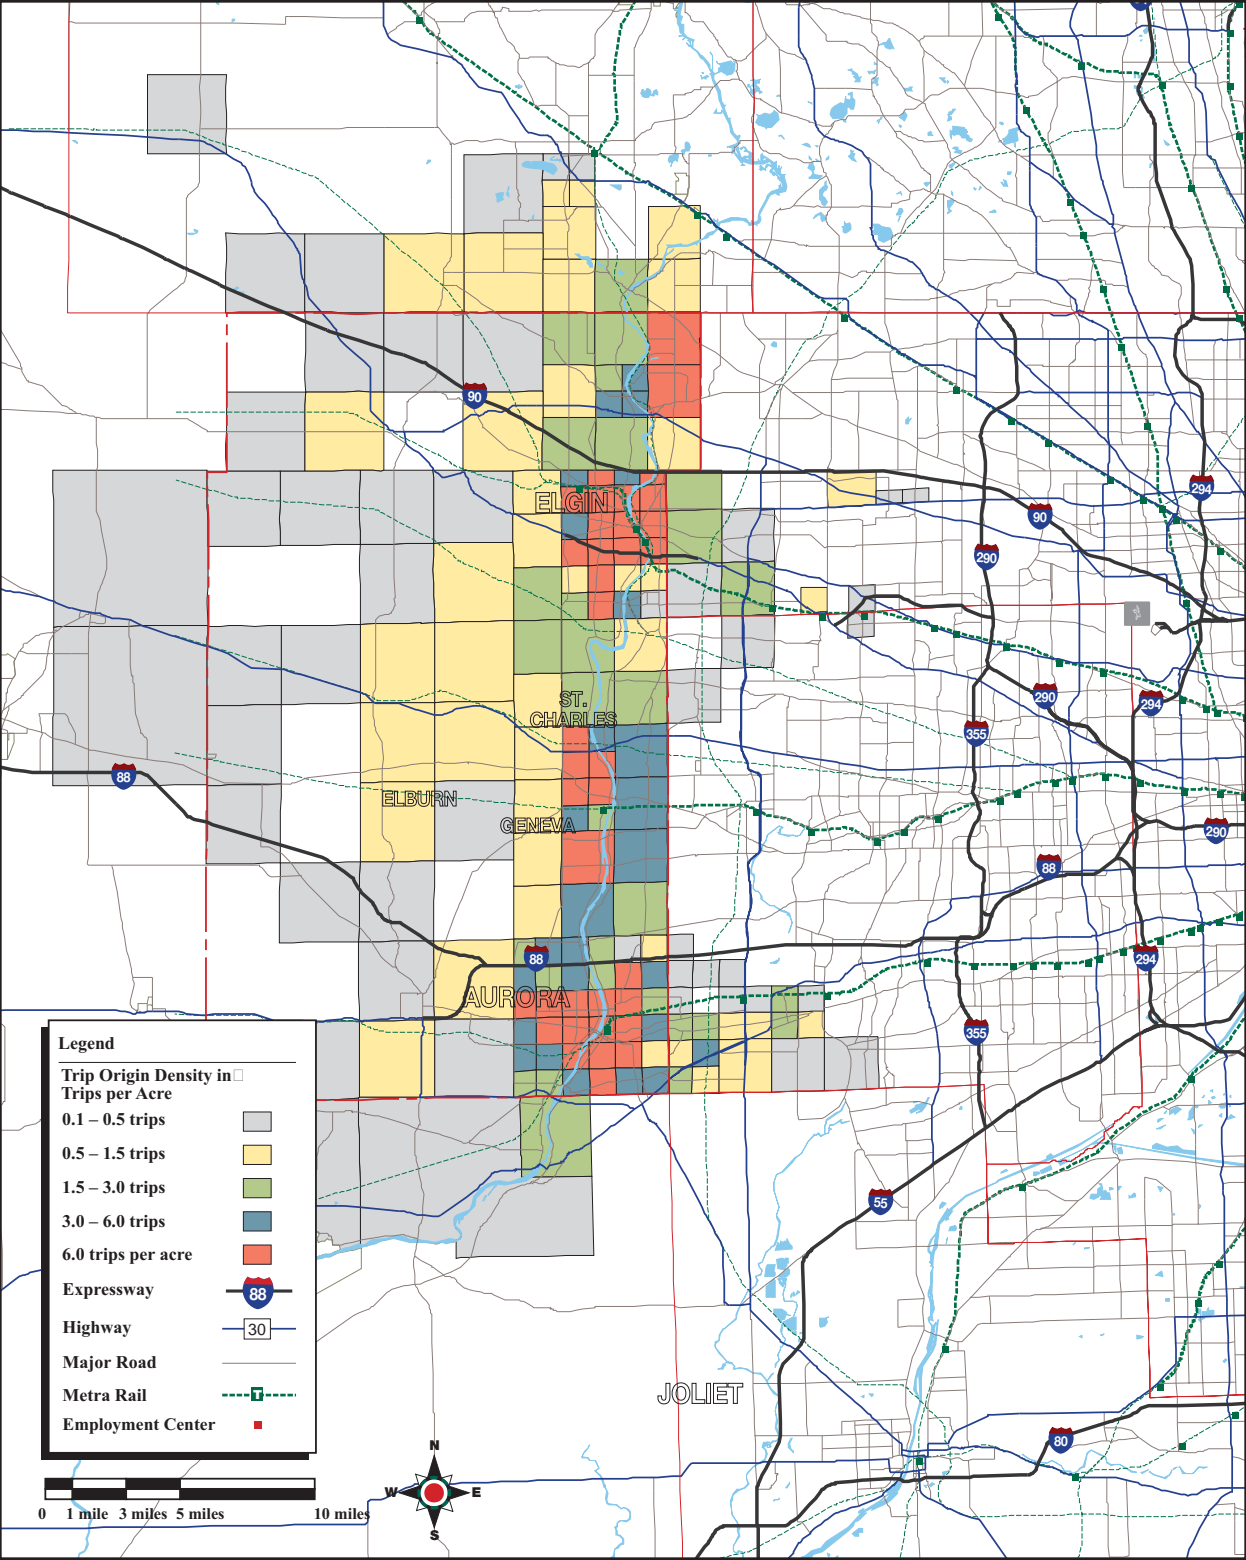 90
ELGIN
294
90
290
ST.
CHARLES
290
294
355
88
ELBURN
GENEVA
290
88
88
294
AURORA
355
Legend
Trip Origin Density in
Trips per Acre
0.1 – 0.5 trips
0.5 – 1.5 trips
1.5 – 3.0 trips
3.0 – 6.0 trips
6.0 trips per acre
Expressway
88
Highway
30
Major Road
Metra Rail
T
Employment Center
55
JOLIET
80
N
W
E
S
0 1 mile 3 miles 5 miles 10 miles